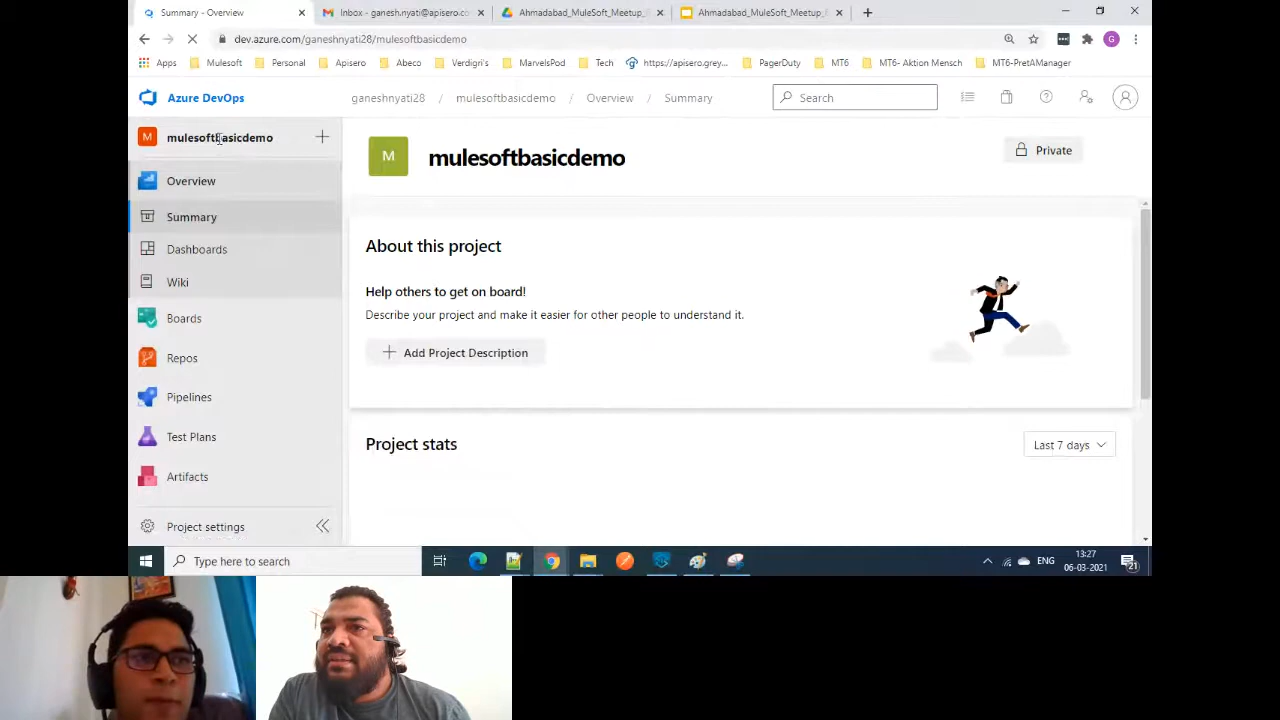 Summary - Overview
Inbox - ganesh.nyati@apisero.co
Ahmadabad_MuleSoft_Meetup_
Ahmadabad_MuleSoft_Meetup_
dev.azure.com/ganeshnyati28/mulesoftbasicdemo
G
Apps
Mulesoft
Personal
Apisero
Abeco
Verdigri's
MarvelsPod
Tech
https://apisero.grey...
PagerDuty
MT6
MT6- Aktion Mensch
MT6-PretAManager
Azure DevOps
ganeshnyati28 / mulesoftbasicdemo / Overview / Summary
Search
M mulesoftbasicdemo
Overview
Summary
Dashboards
Wiki
Boards
Repos
Pipelines
Test Plans
Artifacts
Project settings
M mulesoftbasicdemo
Private
About this project
Help others to get on board!
Describe your project and make it easier for other people to understand it.
Add Project Description
Project stats
Last 7 days
Type here to search
ENG
13:27
06-03-2021
21